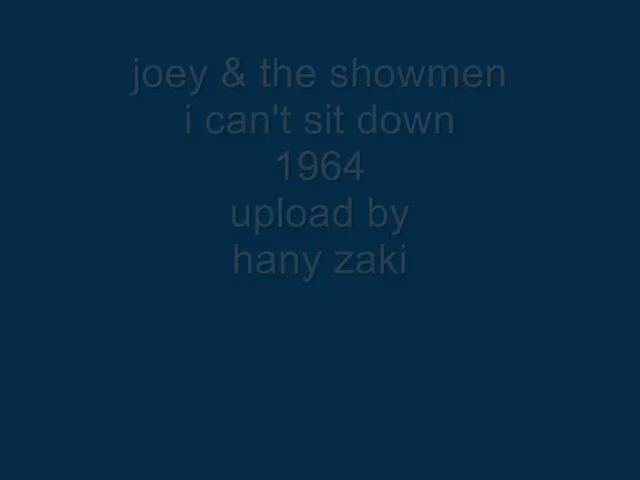 joey & the showmen
i can't sit down
1964
upload by
hany zaki